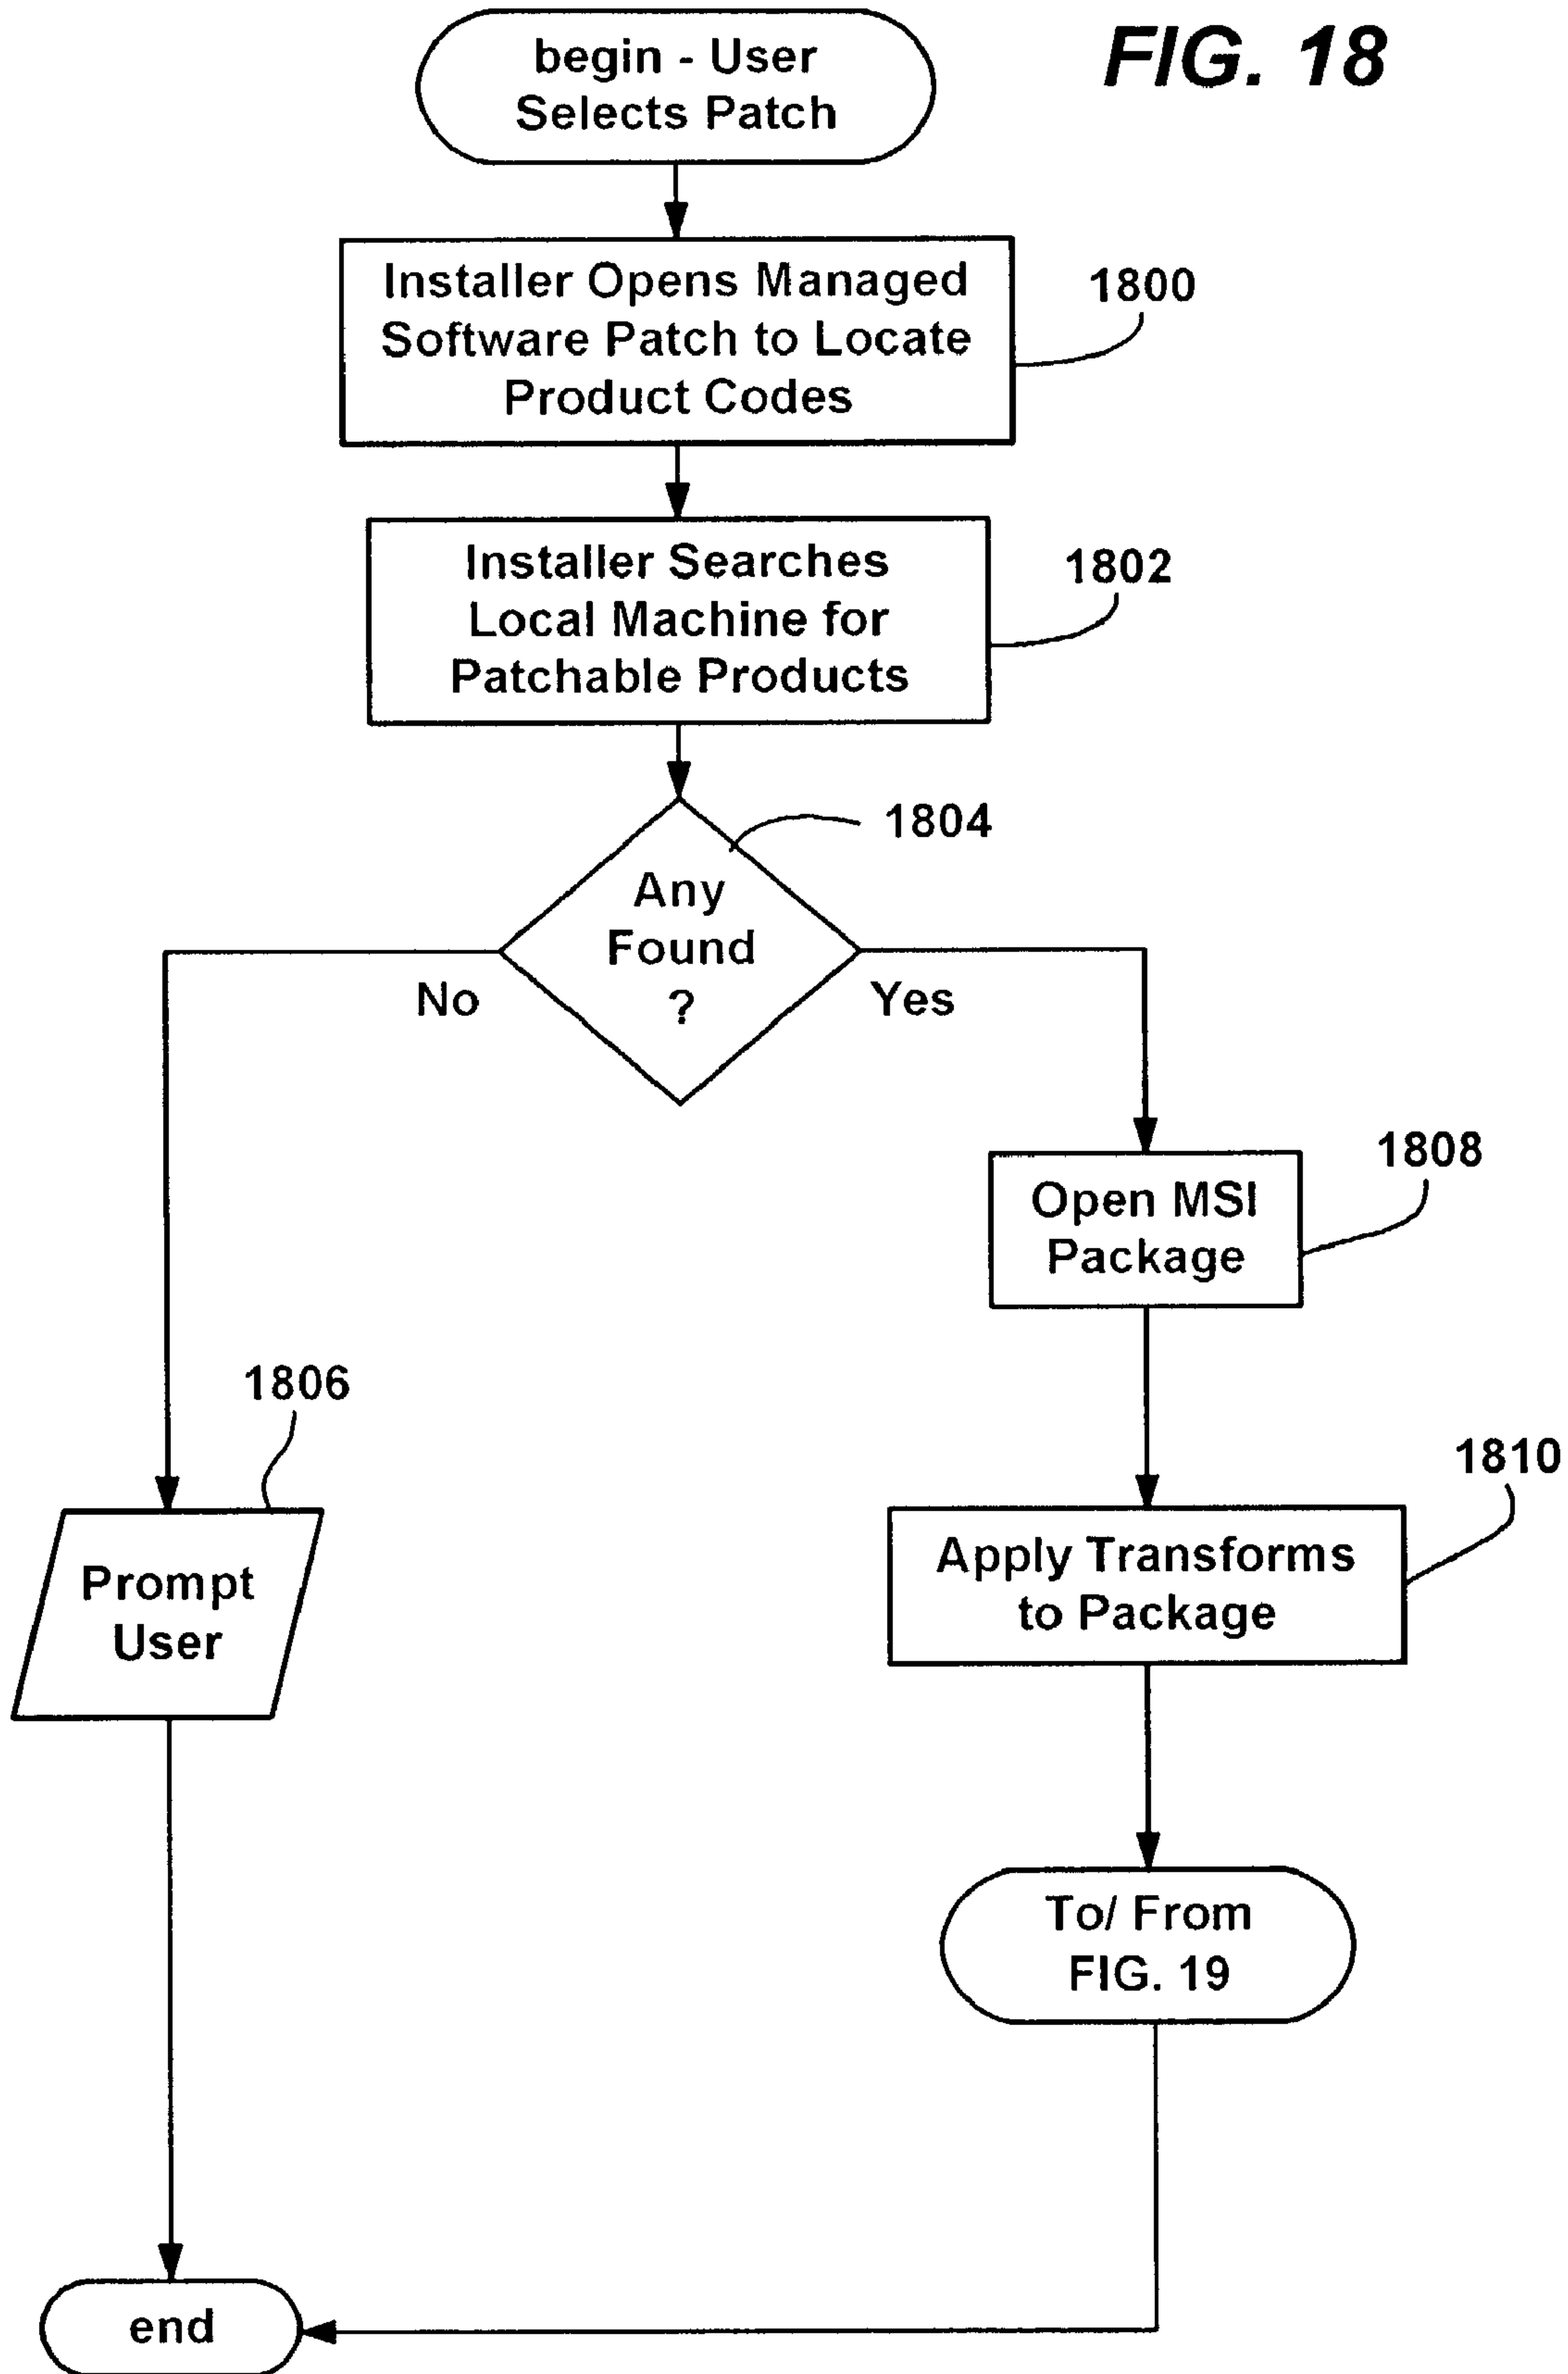 FIG. 18
begin - User
Selects Patch
Installer Opens Managed
Software Patch to Locate
Product Codes
1800
Installer Searches
Local Machine for
Patchable Products
1802
1804
Any
Found
?
No
Yes
1808
Open MSI
Package
1806
Prompt
User
1810
Apply Transforms
to Package
To/ From
FIG. 19
end